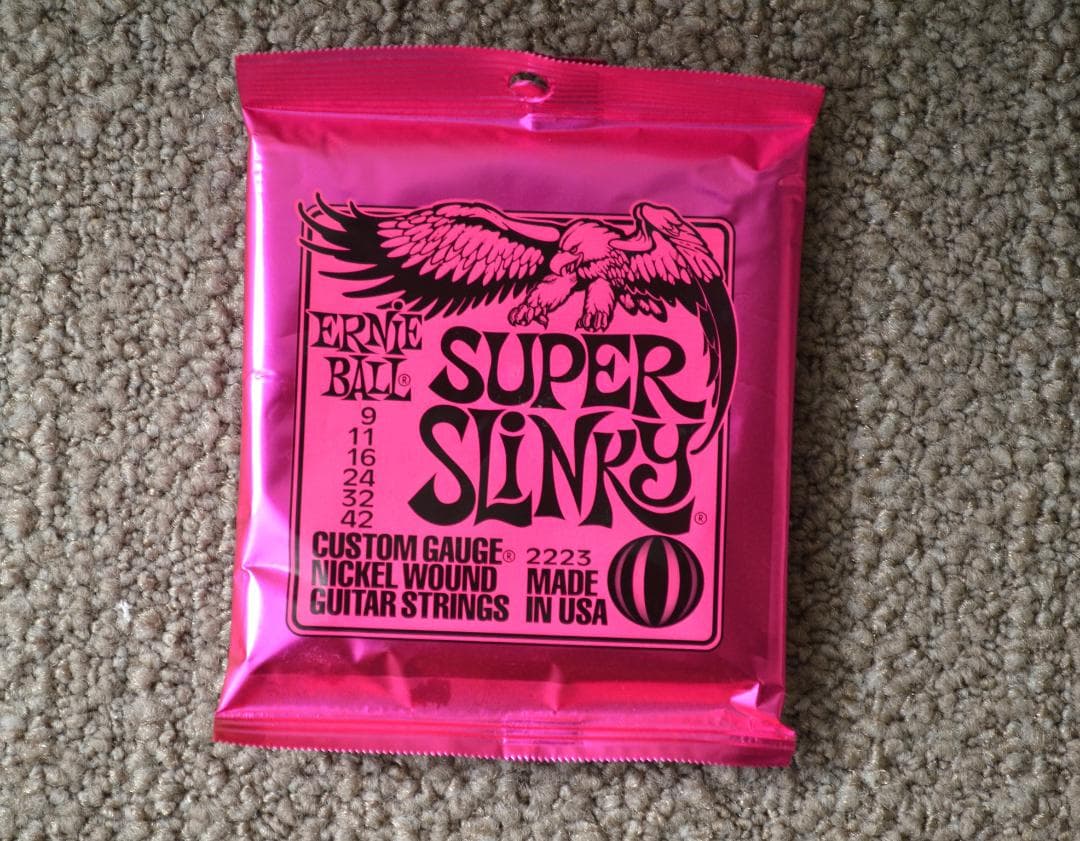 ERNiE
BALL®
SUPER
SLiNKY®
9
11
16
24
32
42
CUSTOM GAUGE®
NICKEL WOUND
GUITAR STRINGS
2223
MADE
IN USA